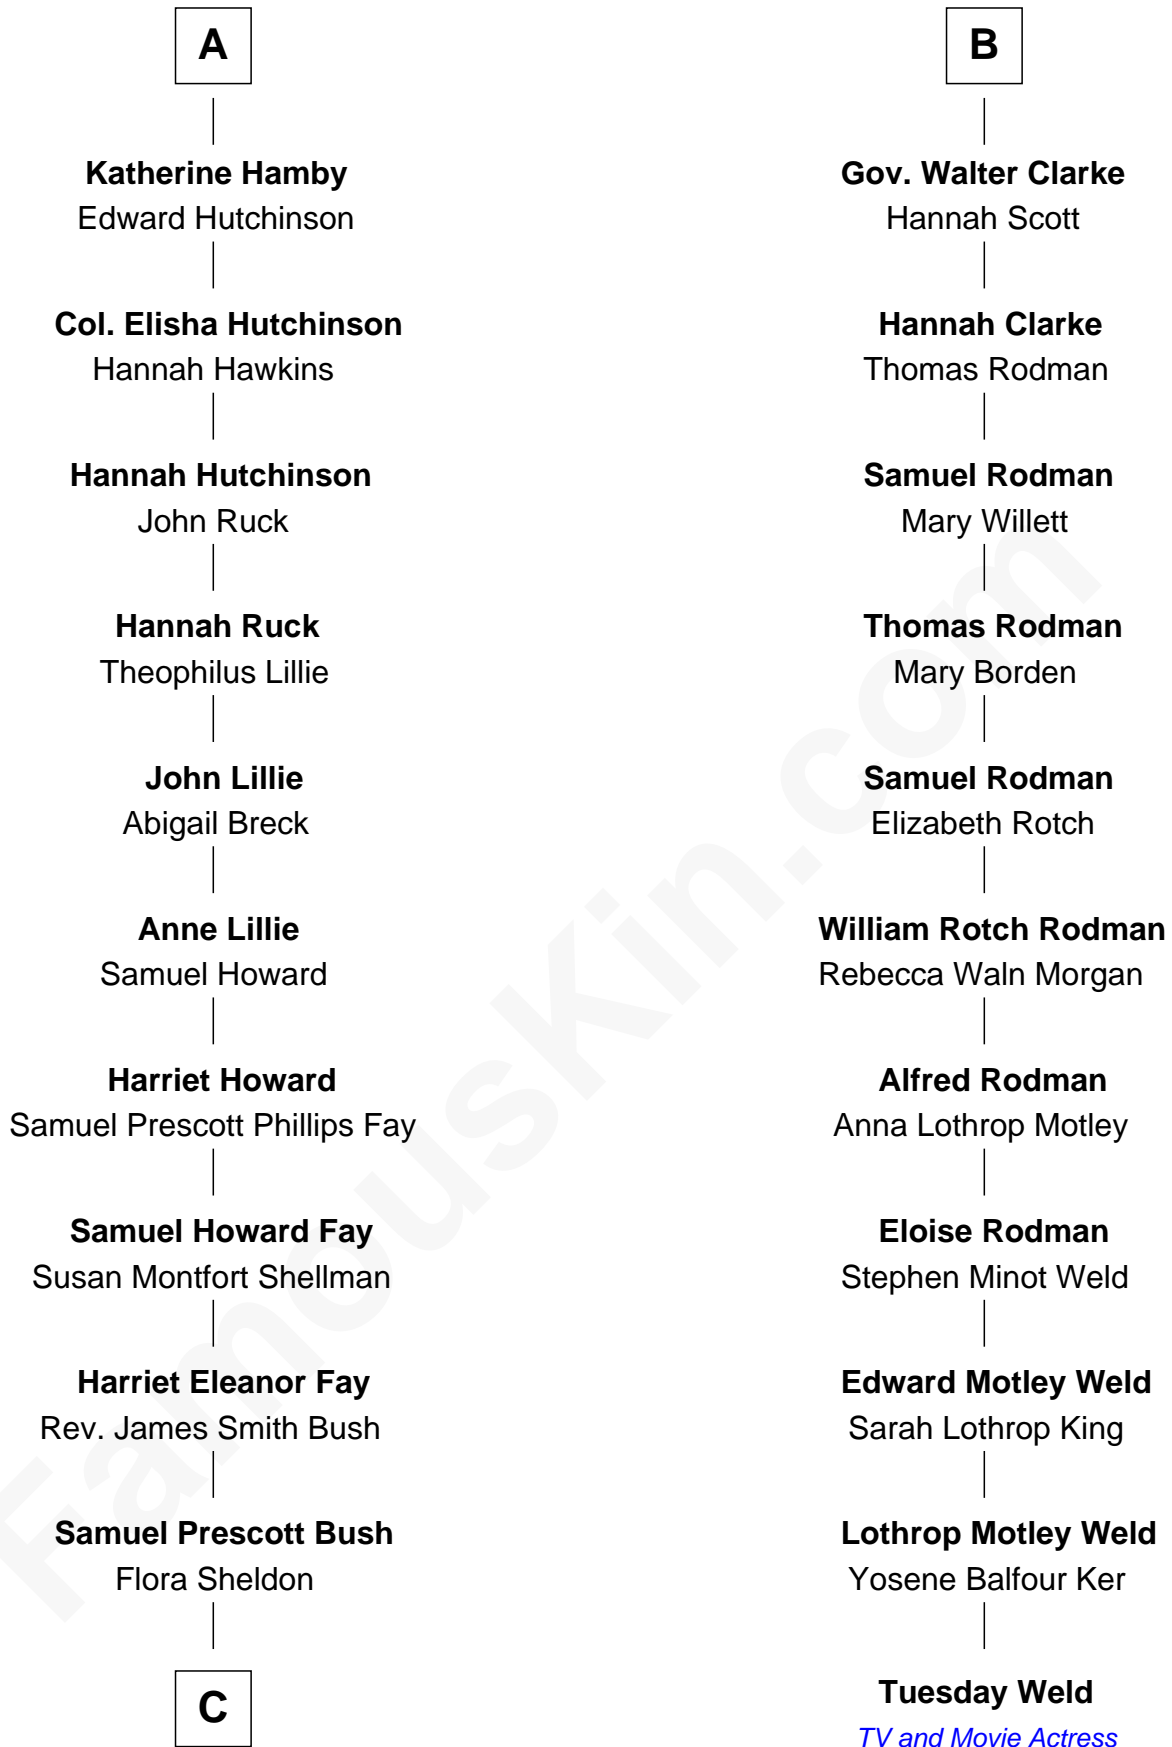 A
Katherine Hamby
Edward Hutchinson
Col. Elisha Hutchinson
Hannah Hawkins
Hannah Hutchinson
John Ruck
Hannah Ruck
Theophilus Lillie
John Lillie
Abigail Breck
Anne Lillie
Samuel Howard
Harriet Howard
Samuel Prescott Phillips Fay
Samuel Howard Fay
Susan Montfort Shellman
Harriet Eleanor Fay
Rev. James Smith Bush
Samuel Prescott Bush
Flora Sheldon
C
B
Gov. Walter Clarke
Hannah Scott
Hannah Clarke
Thomas Rodman
Samuel Rodman
Mary Willett
Thomas Rodman
Mary Borden
Samuel Rodman
Elizabeth Rotch
William Rotch Rodman
Rebecca Waln Morgan
Alfred Rodman
Anna Lothrop Motley
Eloise Rodman
Stephen Minot Weld
Edward Motley Weld
Sarah Lothrop King
Lothrop Motley Weld
Yosene Balfour Ker
Tuesday Weld
TV and Movie Actress
FamousKin.com